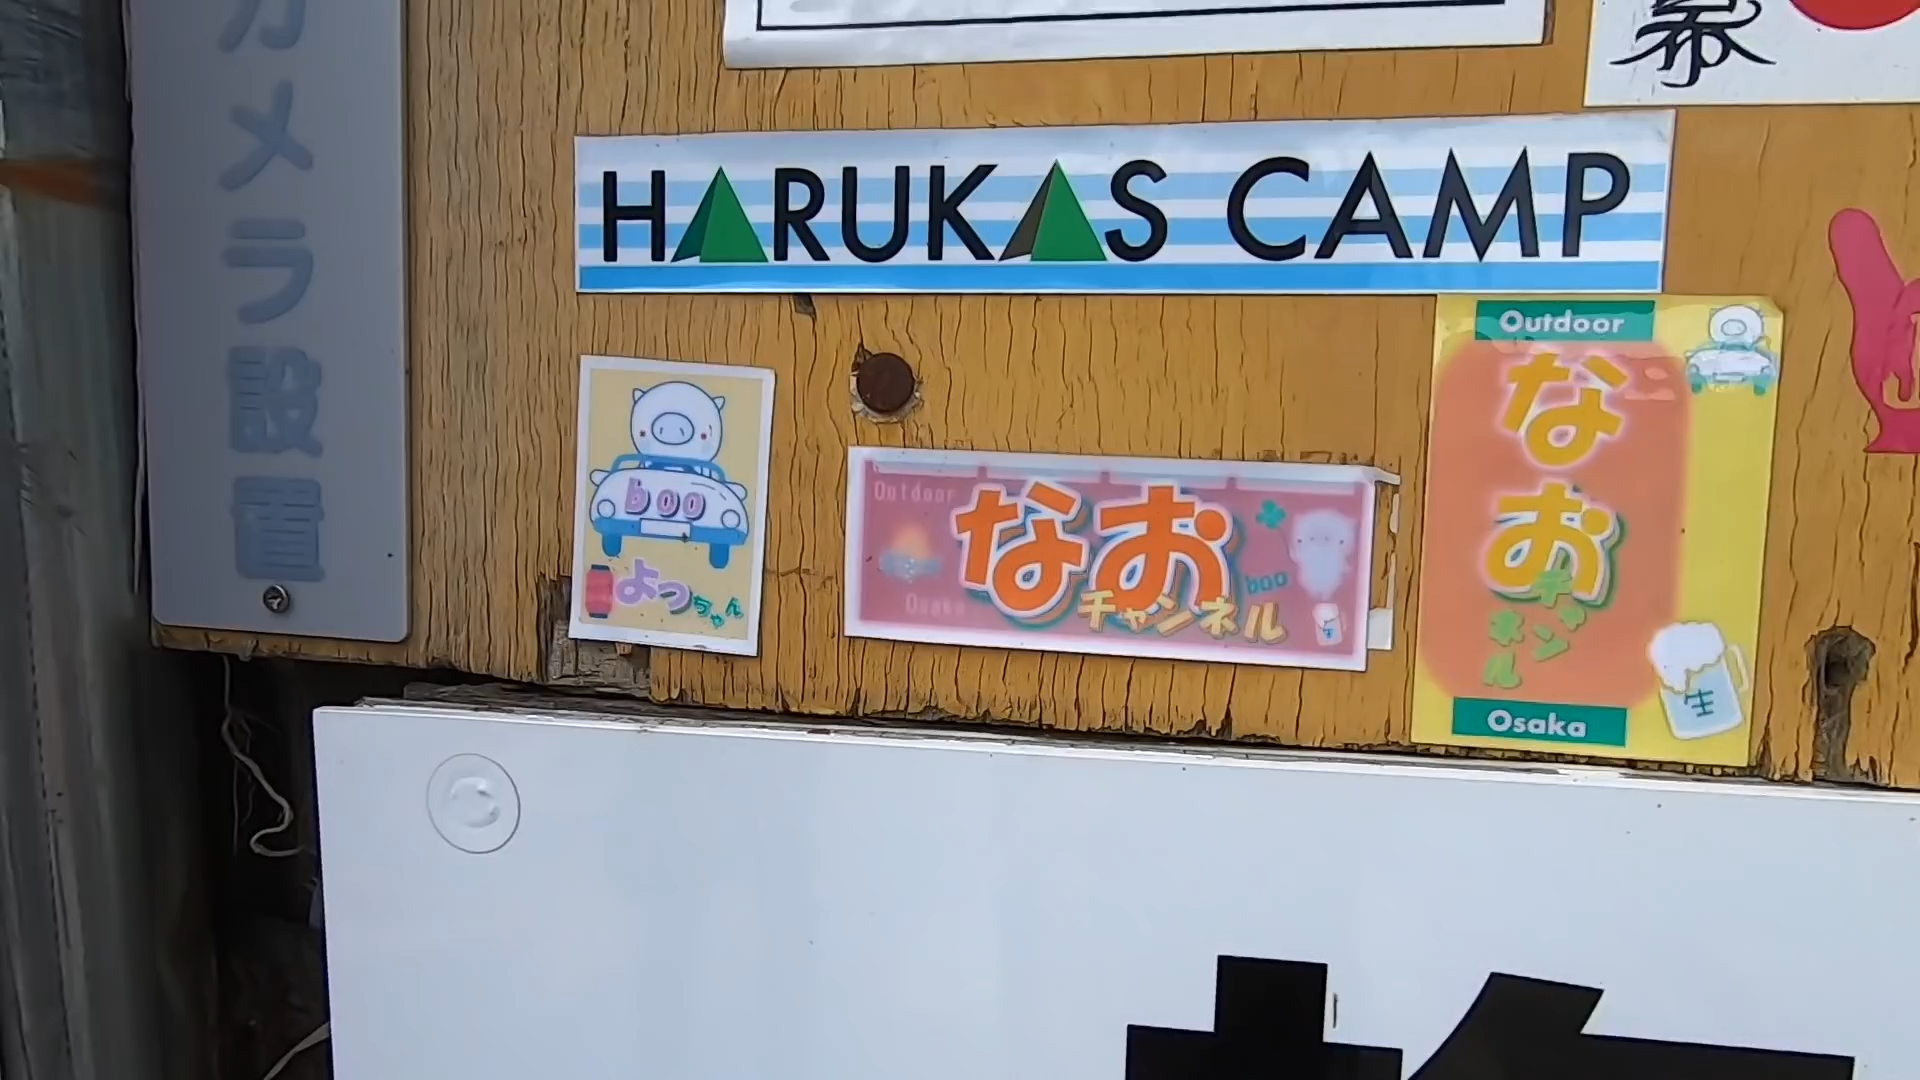 カメラ設置
HARUKAS CAMP
boo
よっちゃん
Outdoor
なお
チャンネル
boo
Osaka
生
Outdoor
なお
チャンネル
生
Osaka